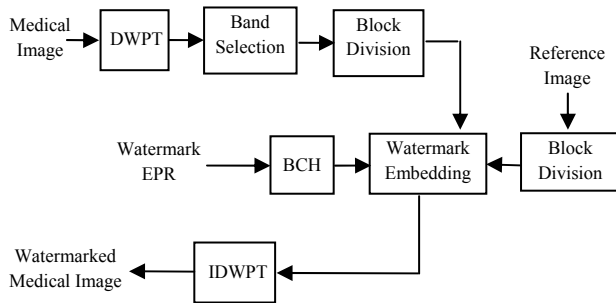 Medical
Image
DWPT
Band
Selection
Block
Division
Reference
Image
Watermark
EPR
BCH
Watermark
Embedding
Block
Division
Watermarked
Medical Image
IDWPT